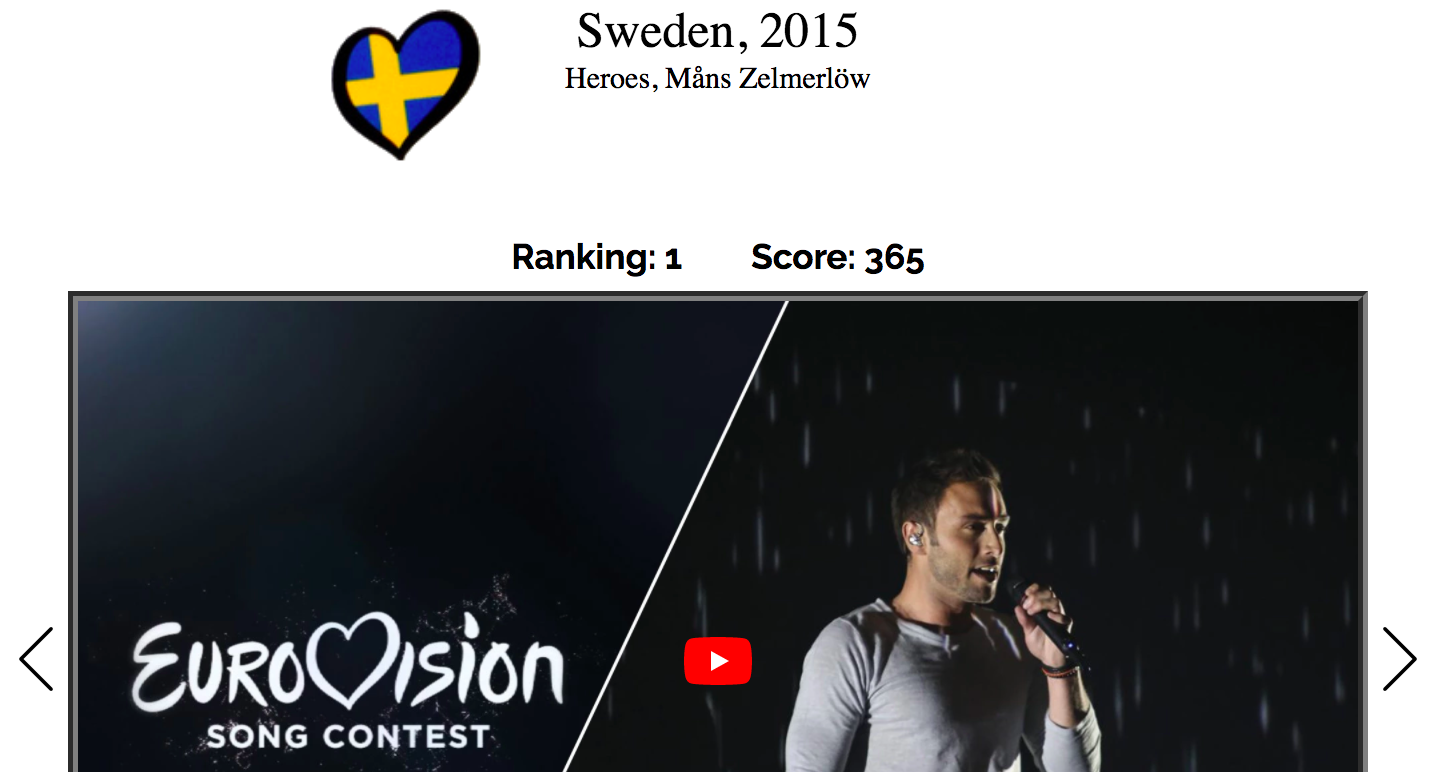 Sweden, 2015
Heroes, Måns Zelmerlöw
Ranking: 1 Score: 365
EUROVISION
SONG CONTEST